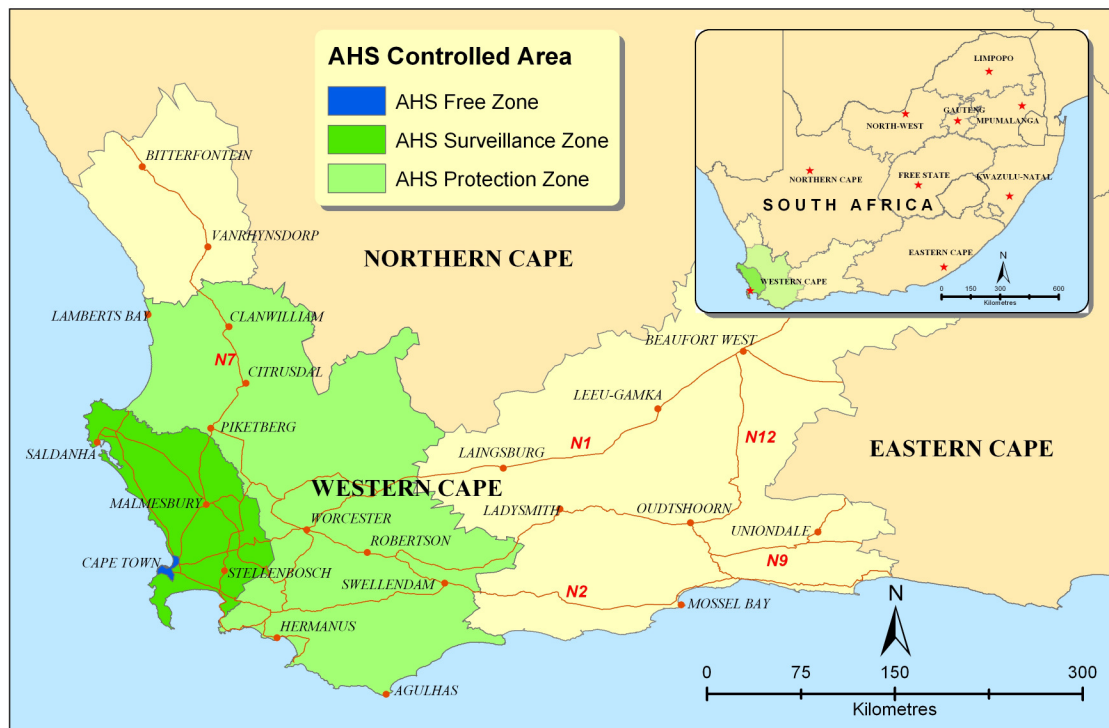 AHS Controlled Area
AHS Free Zone
AHS Surveillance Zone
AHS Protection Zone
LIMPOPO
GAUTENG
NORTH-WEST
MPUMALANGA
NORTHERN CAPE
FREE STATE
KWAZULU-NATAL
SOUTH AFRICA
EASTERN CAPE
WESTERN CAPE
N
0 150 300 600
Kilometres
BITTERFONTEIN
VANRHYNSDORP
NORTHERN CAPE
LAMBERTS BAY
CLANWILLIAM
N7
CITRUSDAL
BEAUFORT WEST
LEEU-GAMKA
PIKETBERG
N1
N12
SALDANHA
LAINGSBURG
EASTERN CAPE
WESTERN CAPE
MALMESBURY
LADYSMITH
OUDTSHOORN
WORCESTER
UNIONDALE
ROBERTSON
CAPE TOWN
STELLENBOSCH
N9
SWELLENDAM
N2
MOSSEL BAY
HERMANUS
AGULHAS
N
0 75 150 300
Kilometres